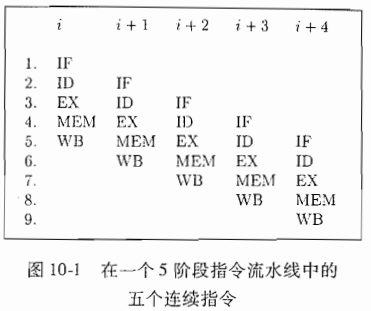 i i + 1 i + 2 i + 3 i + 4
1. IF
2. ID IF
3. EX ID IF
4. MEM EX ID IF
5. WB MEM EX ID IF
6. WB MEM EX ID
7. WB MEM EX
8. WB MEM
9. WB
图 10-1 在一个 5 阶段指令流水线中的
五个连续指令